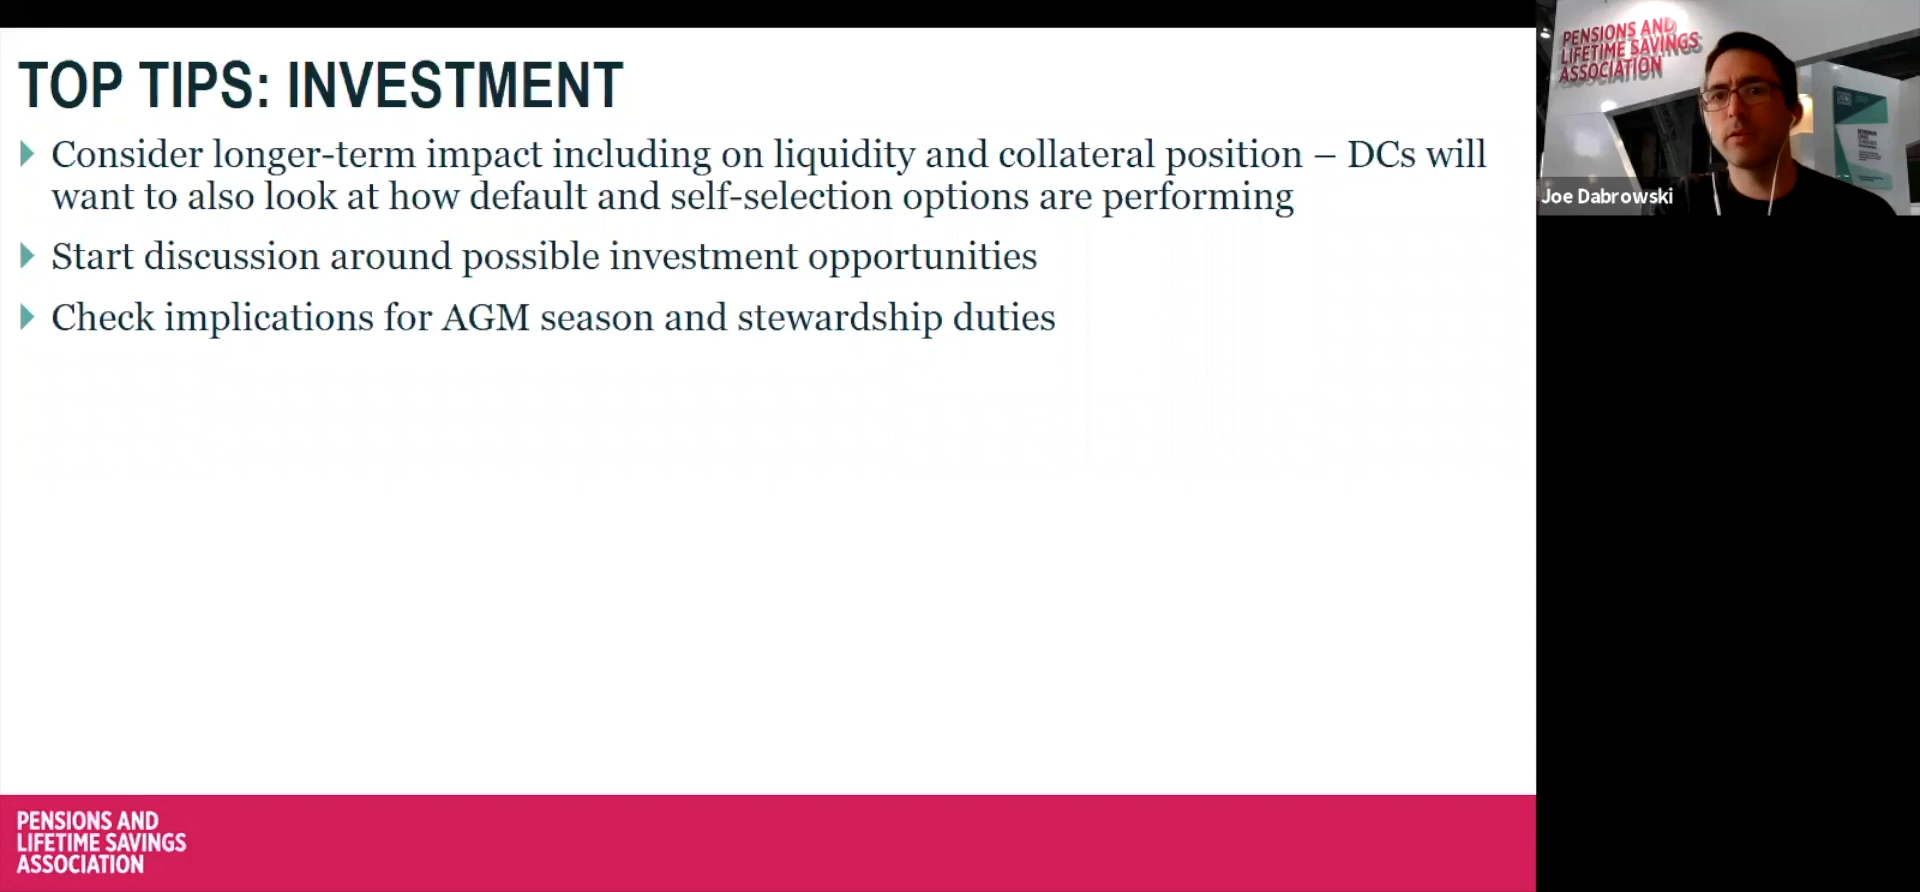 TOP TIPS: INVESTMENT
Consider longer-term impact including on liquidity and collateral position – DCs will
want to also look at how default and self-selection options are performing
Start discussion around possible investment opportunities
Check implications for AGM season and stewardship duties
PENSIONS AND
LIFETIME SAVINGS
ASSOCIATION
PENSIONS AND
LIFETIME SAVINGS
ASSOCIATION
Joe Dabrowski